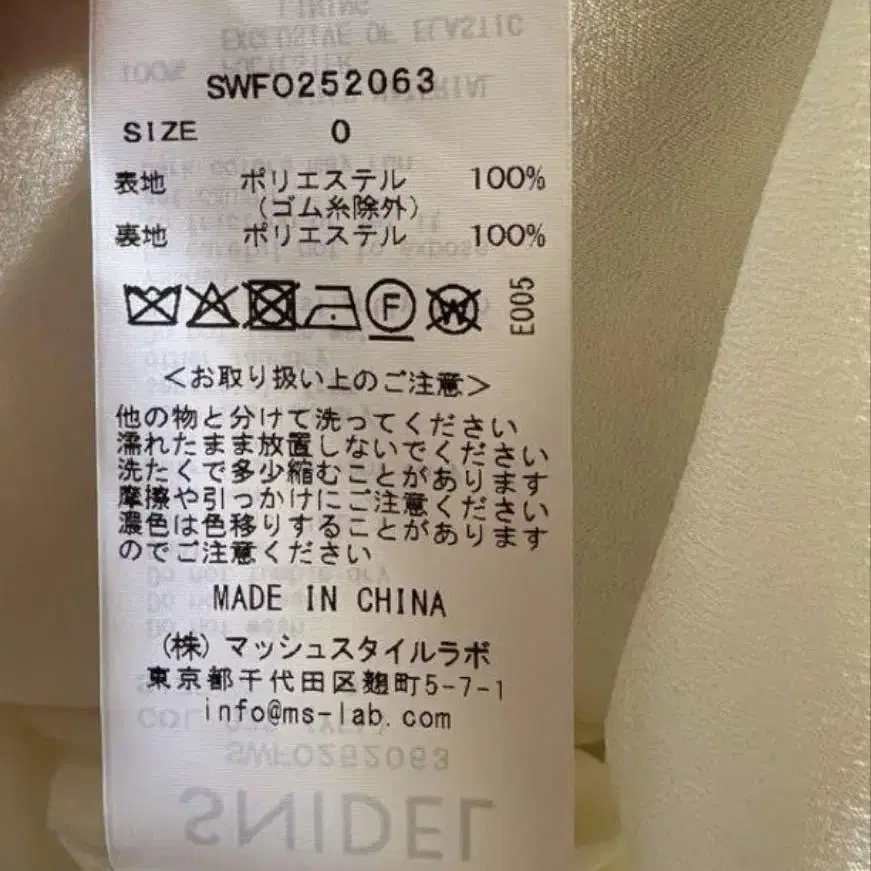 SWFO252063
SIZE 0
表地 ポリエステル 100%
(ゴム糸除外)
裏地 ポリエステル 100%
F W E005
<お取り扱い上のご注意>
他の物と分けて洗ってください
濡れたまま放置しないでください
洗たくで多少縮むことがあります
摩擦や引っかけにご注意ください
濃色は色移りすることがあります
のでご注意ください
MADE IN CHINA
(株) マッシュスタイルラボ
東京都千代田区麹町5-7-1
info@ms-lab.com
SWFO252063
SNIDEL